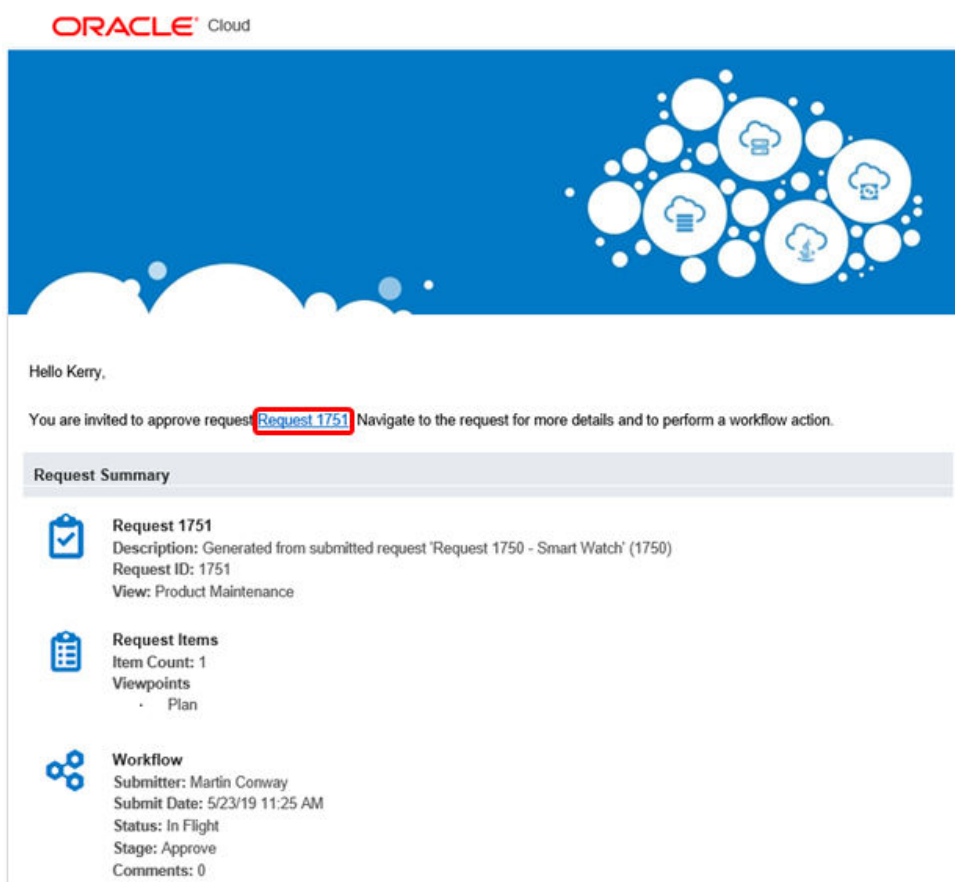 ORACLE Cloud
Hello Kerry,
You are invited to approve request Request 1751 Navigate to the request for more details and to perform a workflow action.
Request Summary
Request 1751
Description: Generated from submitted request 'Request 1750 - Smart Watch' (1750)
Request ID: 1751
View: Product Maintenance
Request Items
Item Count: 1
Viewpoints
· Plan
Workflow
Submitter: Martin Conway
Submit Date: 5/23/19 11:25 AM
Status: In Flight
Stage: Approve
Comments: 0